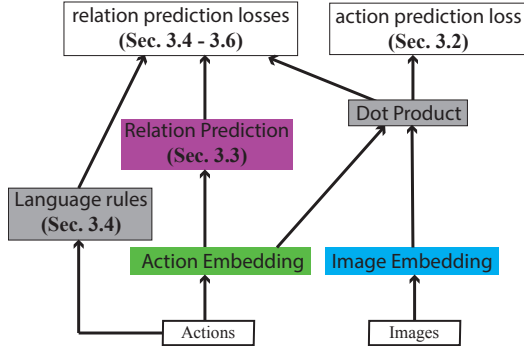 relation prediction losses
(Sec. 3.4 - 3.6)
action prediction loss
(Sec. 3.2)
Dot Product
Relation Prediction
(Sec. 3.3)
Language rules
(Sec. 3.4)
Action Embedding
Image Embedding
Actions
Images